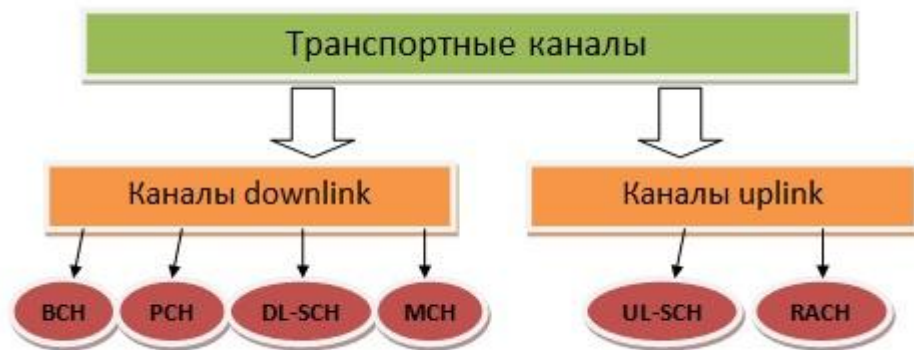 Транспортные каналы
Каналы downlink
Каналы uplink
BCH
PCH
DL-SCH
MCH
UL-SCH
RACH